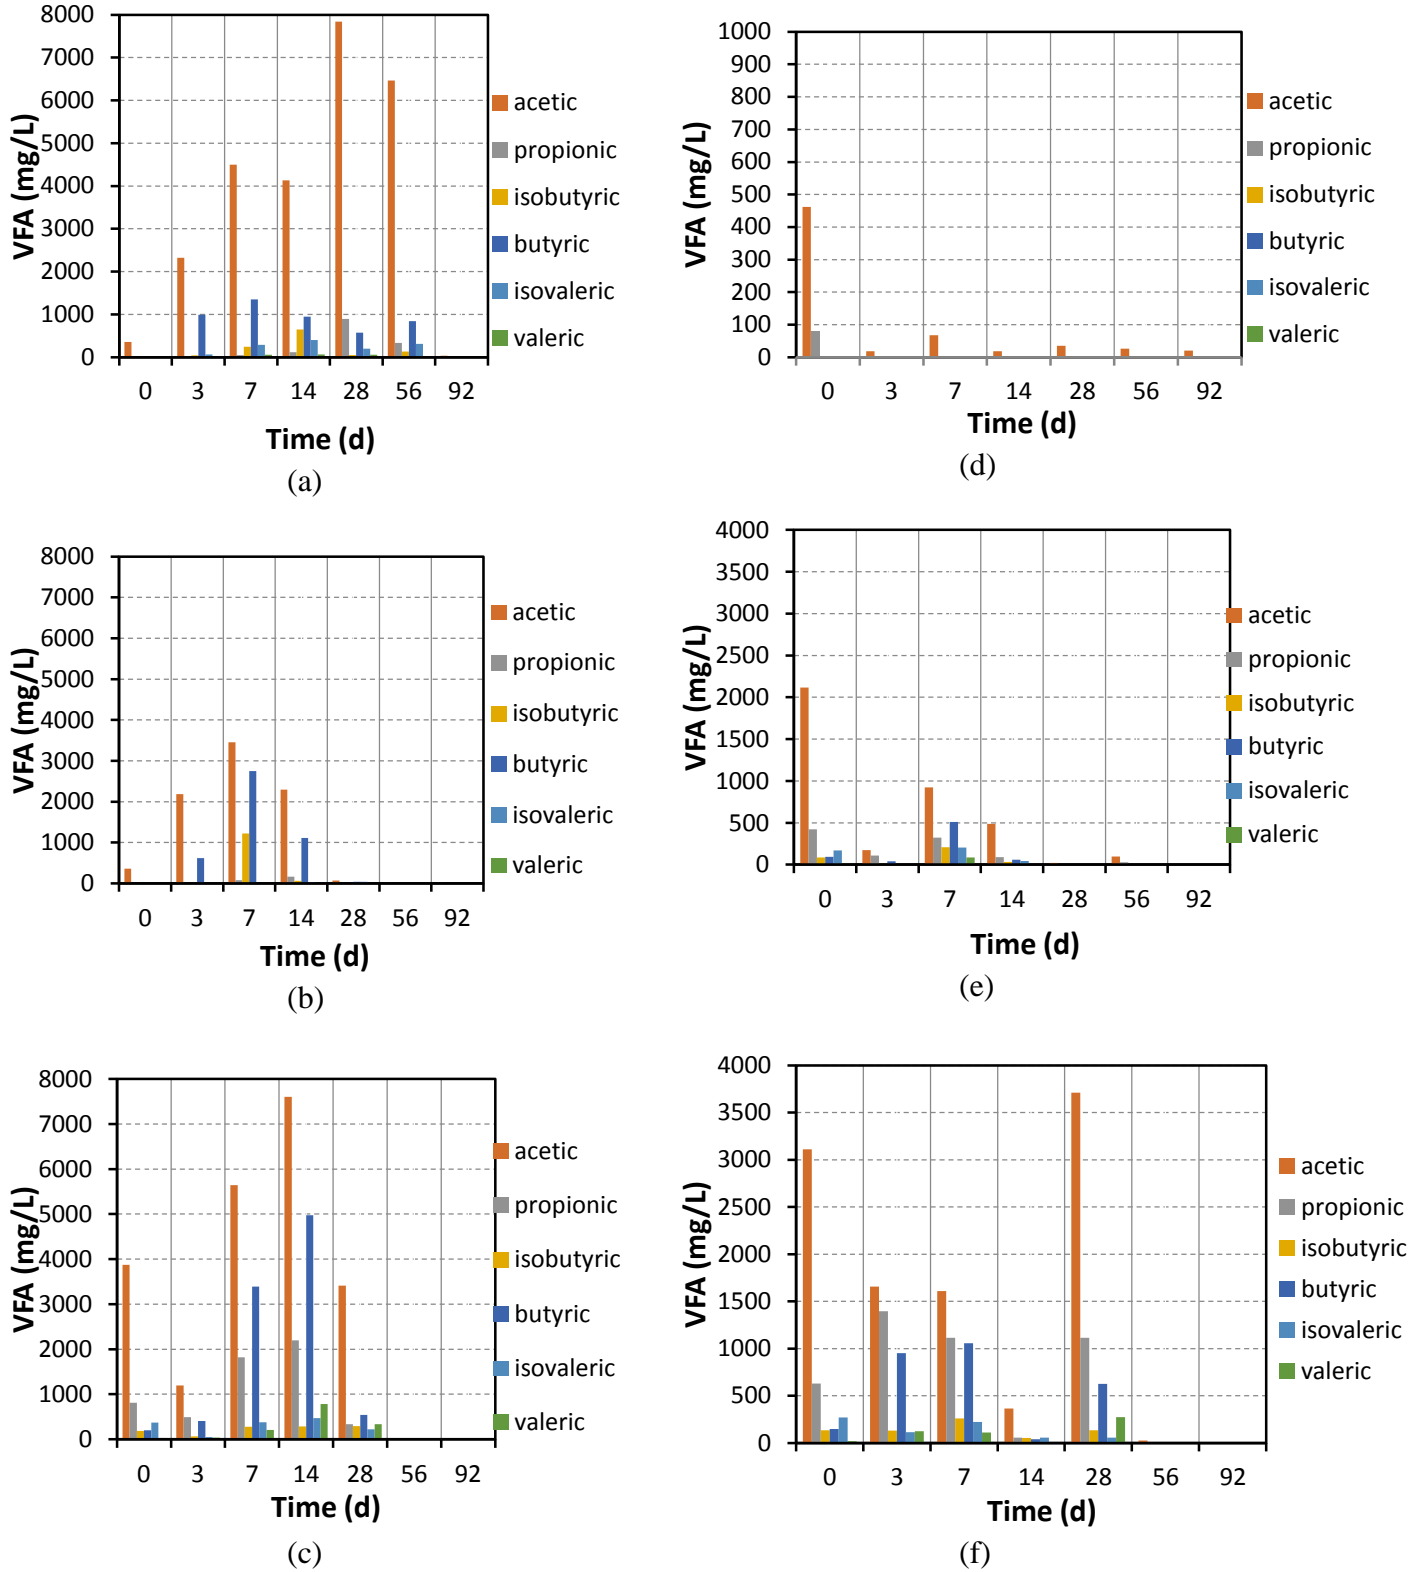 8000
7000
6000
5000
4000
3000
2000
1000
0
VFA (mg/L)
0 3 7 14 28 56 92
Time (d)
acetic
propionic
isobutyric
butyric
isovaleric
valeric
(a)
1000
900
800
700
600
500
400
300
200
100
0
VFA (mg/L)
0 3 7 14 28 56 92
Time (d)
acetic
propionic
isobutyric
butyric
isovaleric
valeric
(d)
8000
7000
6000
5000
4000
3000
2000
1000
0
VFA (mg/L)
0 3 7 14 28 56 92
Time (d)
acetic
propionic
isobutyric
butyric
isovaleric
valeric
(b)
4000
3500
3000
2500
2000
1500
1000
500
0
VFA (mg/L)
0 3 7 14 28 56 92
Time (d)
acetic
propionic
isobutyric
butyric
isovaleric
valeric
(e)
8000
7000
6000
5000
4000
3000
2000
1000
0
VFA (mg/L)
0 3 7 14 28 56 92
Time (d)
acetic
propionic
isobutyric
butyric
isovaleric
valeric
(c)
4000
3500
3000
2500
2000
1500
1000
500
0
VFA (mg/L)
0 3 7 14 28 56 92
Time (d)
acetic
propionic
isobutyric
butyric
isovaleric
valeric
(f)